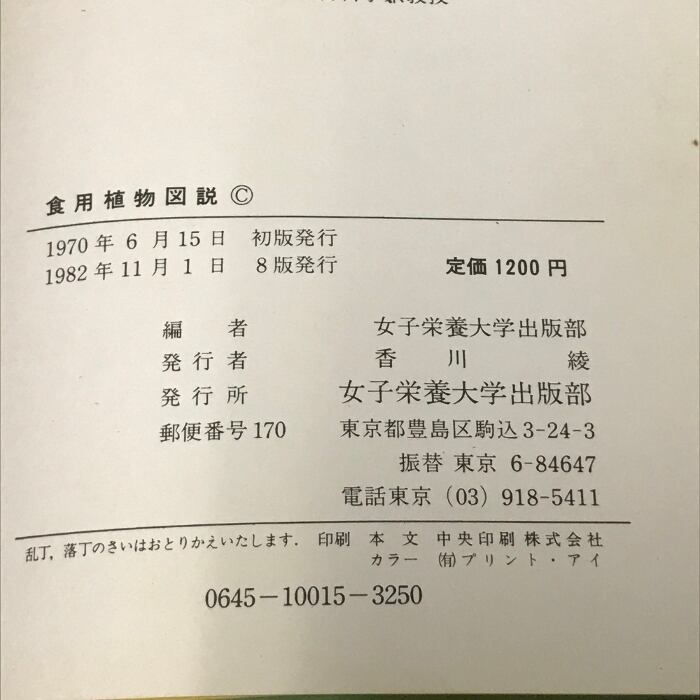 教授
食用植物図説 ©
1970年 6 月 15 日 初版発行
1982年 11 月 1 日 8版発行 定価 1200 円
編 者 女子栄養大学出版部
発行者 香 川 綾
発行所 女子栄養大学出版部
郵便番号 170 東京都豊島区駒込 3-24-3
振替 東京 6-84647
電話東京 (03) 918-5411
乱丁, 落丁のさいはおとりかえいたします. 印刷 本 文 中央印刷株式会社
カラー (有)プリント・アイ
0645-10015-3250